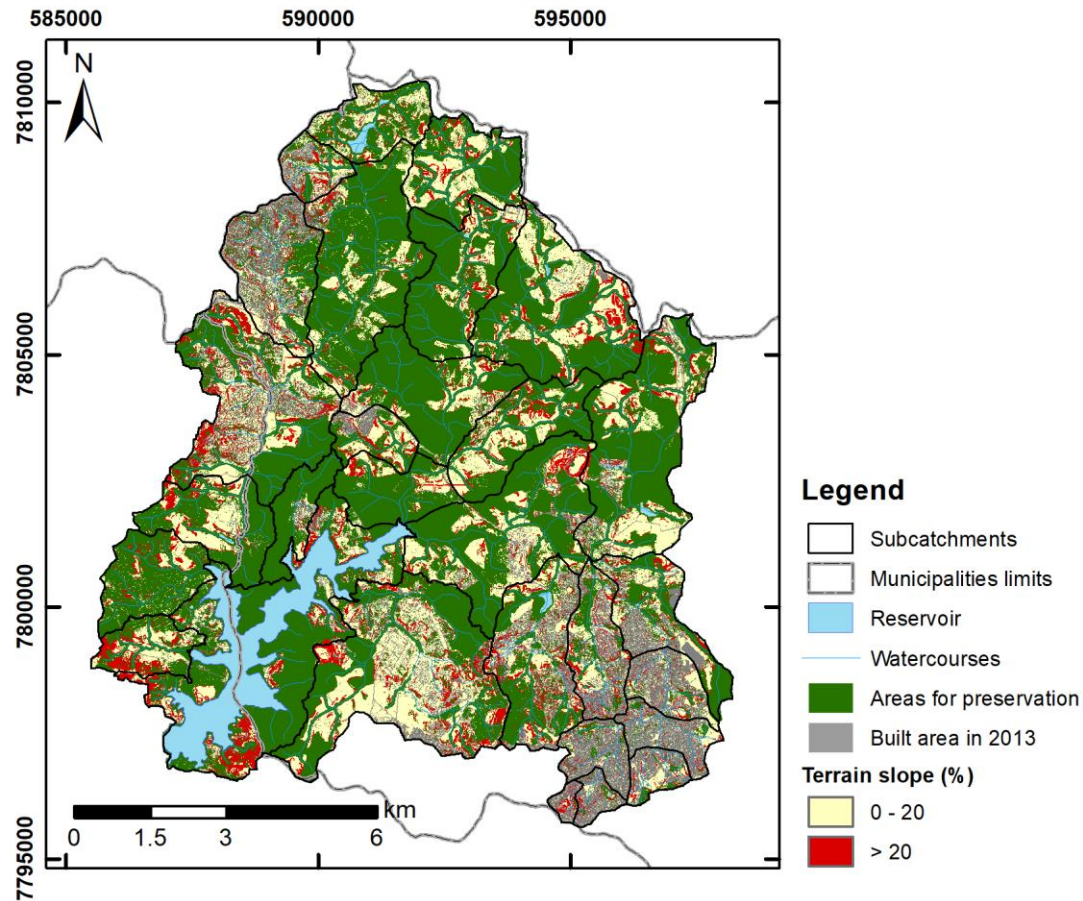 585000 590000 595000
N
7810000
7805000
7800000
7795000
km
0 1.5 3 6
Legend
Subcatchments
Municipalities limits
Reservoir
Watercourses
Areas for preservation
Built area in 2013
Terrain slope (%)
0 - 20
> 20